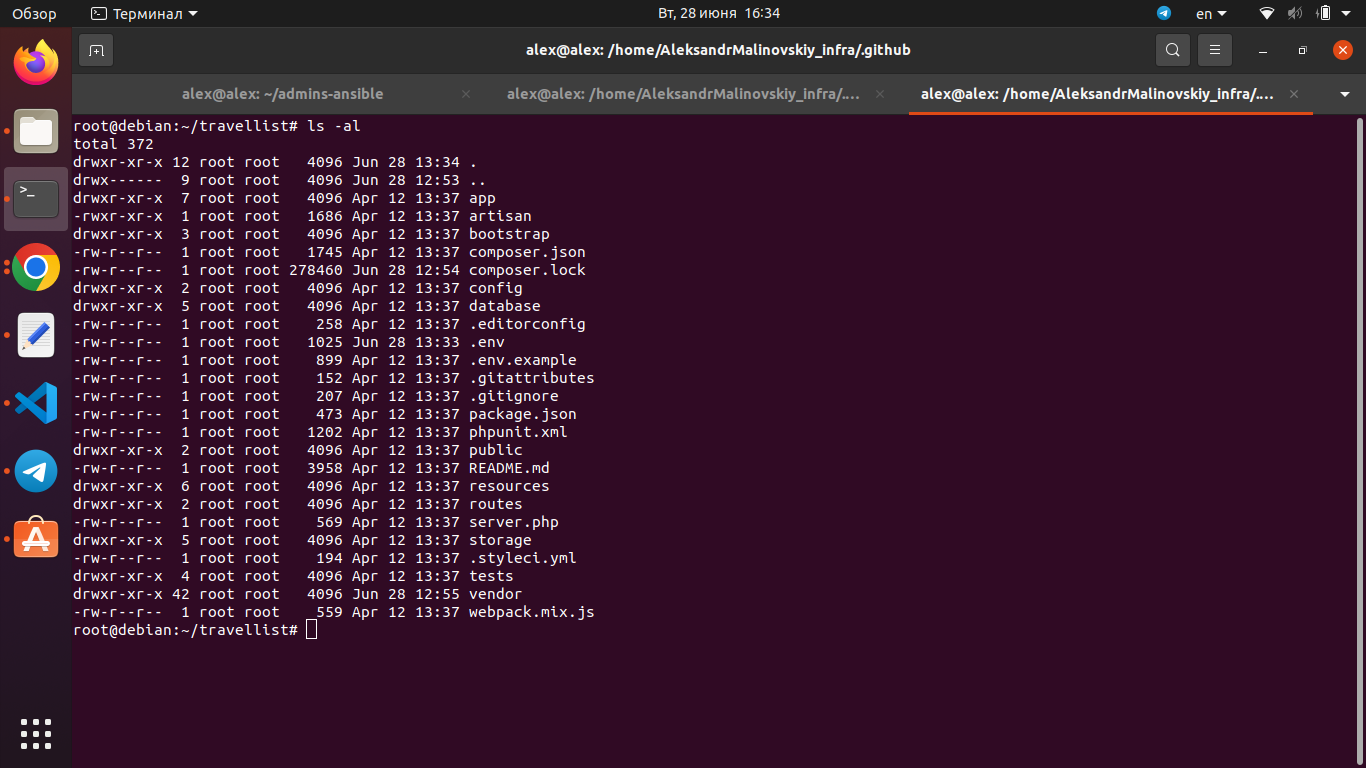 Обзор
Терминал
Вт, 28 июня 16:34
en
alex@alex: /home/AleksandrMalinovskiy_infra/.github
alex@alex: ~/admins-ansible
alex@alex: /home/AleksandrMalinovskiy_infra/....
alex@alex: /home/AleksandrMalinovskiy_infra/....
root@debian:~/travellist# ls -al
total 372
drwxr-xr-x 12 root root   4096 Jun 28 13:34 .
drwx------  9 root root   4096 Jun 28 12:53 ..
drwxr-xr-x  7 root root   4096 Apr 12 13:37 app
-rwxr-xr-x  1 root root   1686 Apr 12 13:37 artisan
drwxr-xr-x  3 root root   4096 Apr 12 13:37 bootstrap
-rw-r--r--  1 root root   1745 Apr 12 13:37 composer.json
-rw-r--r--  1 root root 278460 Jun 28 12:54 composer.lock
drwxr-xr-x  2 root root   4096 Apr 12 13:37 config
drwxr-xr-x  5 root root   4096 Apr 12 13:37 database
-rw-r--r--  1 root root    258 Apr 12 13:37 .editorconfig
-rw-r--r--  1 root root   1025 Jun 28 13:33 .env
-rw-r--r--  1 root root    899 Apr 12 13:37 .env.example
-rw-r--r--  1 root root    152 Apr 12 13:37 .gitattributes
-rw-r--r--  1 root root    207 Apr 12 13:37 .gitignore
-rw-r--r--  1 root root    473 Apr 12 13:37 package.json
-rw-r--r--  1 root root   1202 Apr 12 13:37 phpunit.xml
drwxr-xr-x  2 root root   4096 Apr 12 13:37 public
-rw-r--r--  1 root root   3958 Apr 12 13:37 README.md
drwxr-xr-x  6 root root   4096 Apr 12 13:37 resources
drwxr-xr-x  2 root root   4096 Apr 12 13:37 routes
-rw-r--r--  1 root root    569 Apr 12 13:37 server.php
drwxr-xr-x  5 root root   4096 Apr 12 13:37 storage
-rw-r--r--  1 root root    194 Apr 12 13:37 .styleci.yml
drwxr-xr-x  4 root root   4096 Apr 12 13:37 tests
drwxr-xr-x 42 root root   4096 Jun 28 12:55 vendor
-rw-r--r--  1 root root    559 Apr 12 13:37 webpack.mix.js
root@debian:~/travellist#